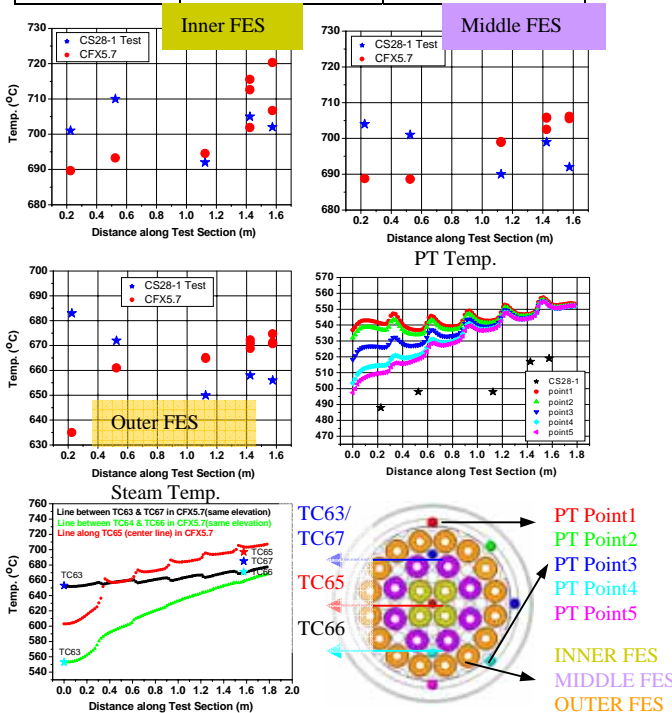 Inner FES
Middle FES
730
720
710
700
690
680
Temp. (°C)
CS28-1 Test
CFX5.7
0.2 0.4 0.6 0.8 1.0 1.2 1.4 1.6
Distance along Test Section (m)
730
720
710
700
690
680
CS28-1 Test
CFX5.7
0.2 0.4 0.6 0.8 1.0 1.2 1.4 1.6
Distance along Test Section (m)
PT Temp.
700
690
680
670
660
650
640
630
Temp. (°C)
CS28-1 Test
CFX5.7
Outer FES
0.2 0.4 0.6 0.8 1.0 1.2 1.4 1.6
Distance along Test Section (m)
570
560
550
540
530
520
510
500
490
480
470
CS28-1
point1
point2
point3
point4
point5
0.0 0.2 0.4 0.6 0.8 1.0 1.2 1.4 1.6 1.8
Distance along Test Section (m)
Steam Temp.
760
740
720
700
680
660
640
620
600
580
560
540
Temp. (°C)
Line between TC63 & TC67 in CFX5.7(same elevation)
Line between TC64 & TC66 in CFX5.7(same elevation)
Line along TC65 (center line) in CFX5.7
TC63
TC65
TC67
TC66
TC63
0.0 0.2 0.4 0.6 0.8 1.0 1.2 1.4 1.6 1.8 2.0
Distance along Test Section (m)
TC63/
TC67
TC65
TC66
PT Point1
PT Point2
PT Point3
PT Point4
PT Point5
INNER FES
MIDDLE FES
OUTER FES